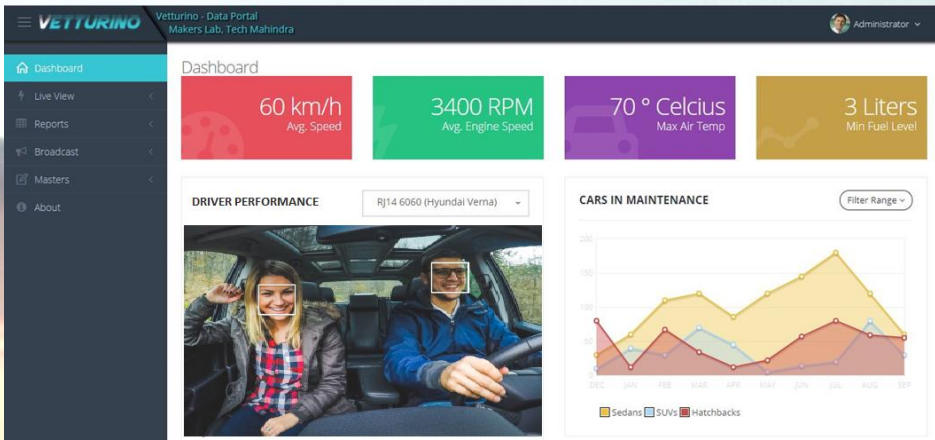 VETTURINO
Vetturino - Data Portal
Makers Lab, Tech Mahindra
Administrator
Dashboard
Live View
Reports
Broadcast
Masters
About
Dashboard
60 km/h
Avg. Speed
3400 RPM
Avg. Engine Speed
70 ° Celcius
Max Air Temp
3 Liters
Min Fuel Level
DRIVER PERFORMANCE
RJ14 6060 (Hyundai Verna)
CARS IN MAINTENANCE
Filter Range
200
150
100
50
0
DEC JAN FEB MAR APR MAY JUN JUL AUG SEP
Sedans SUVs Hatchbacks